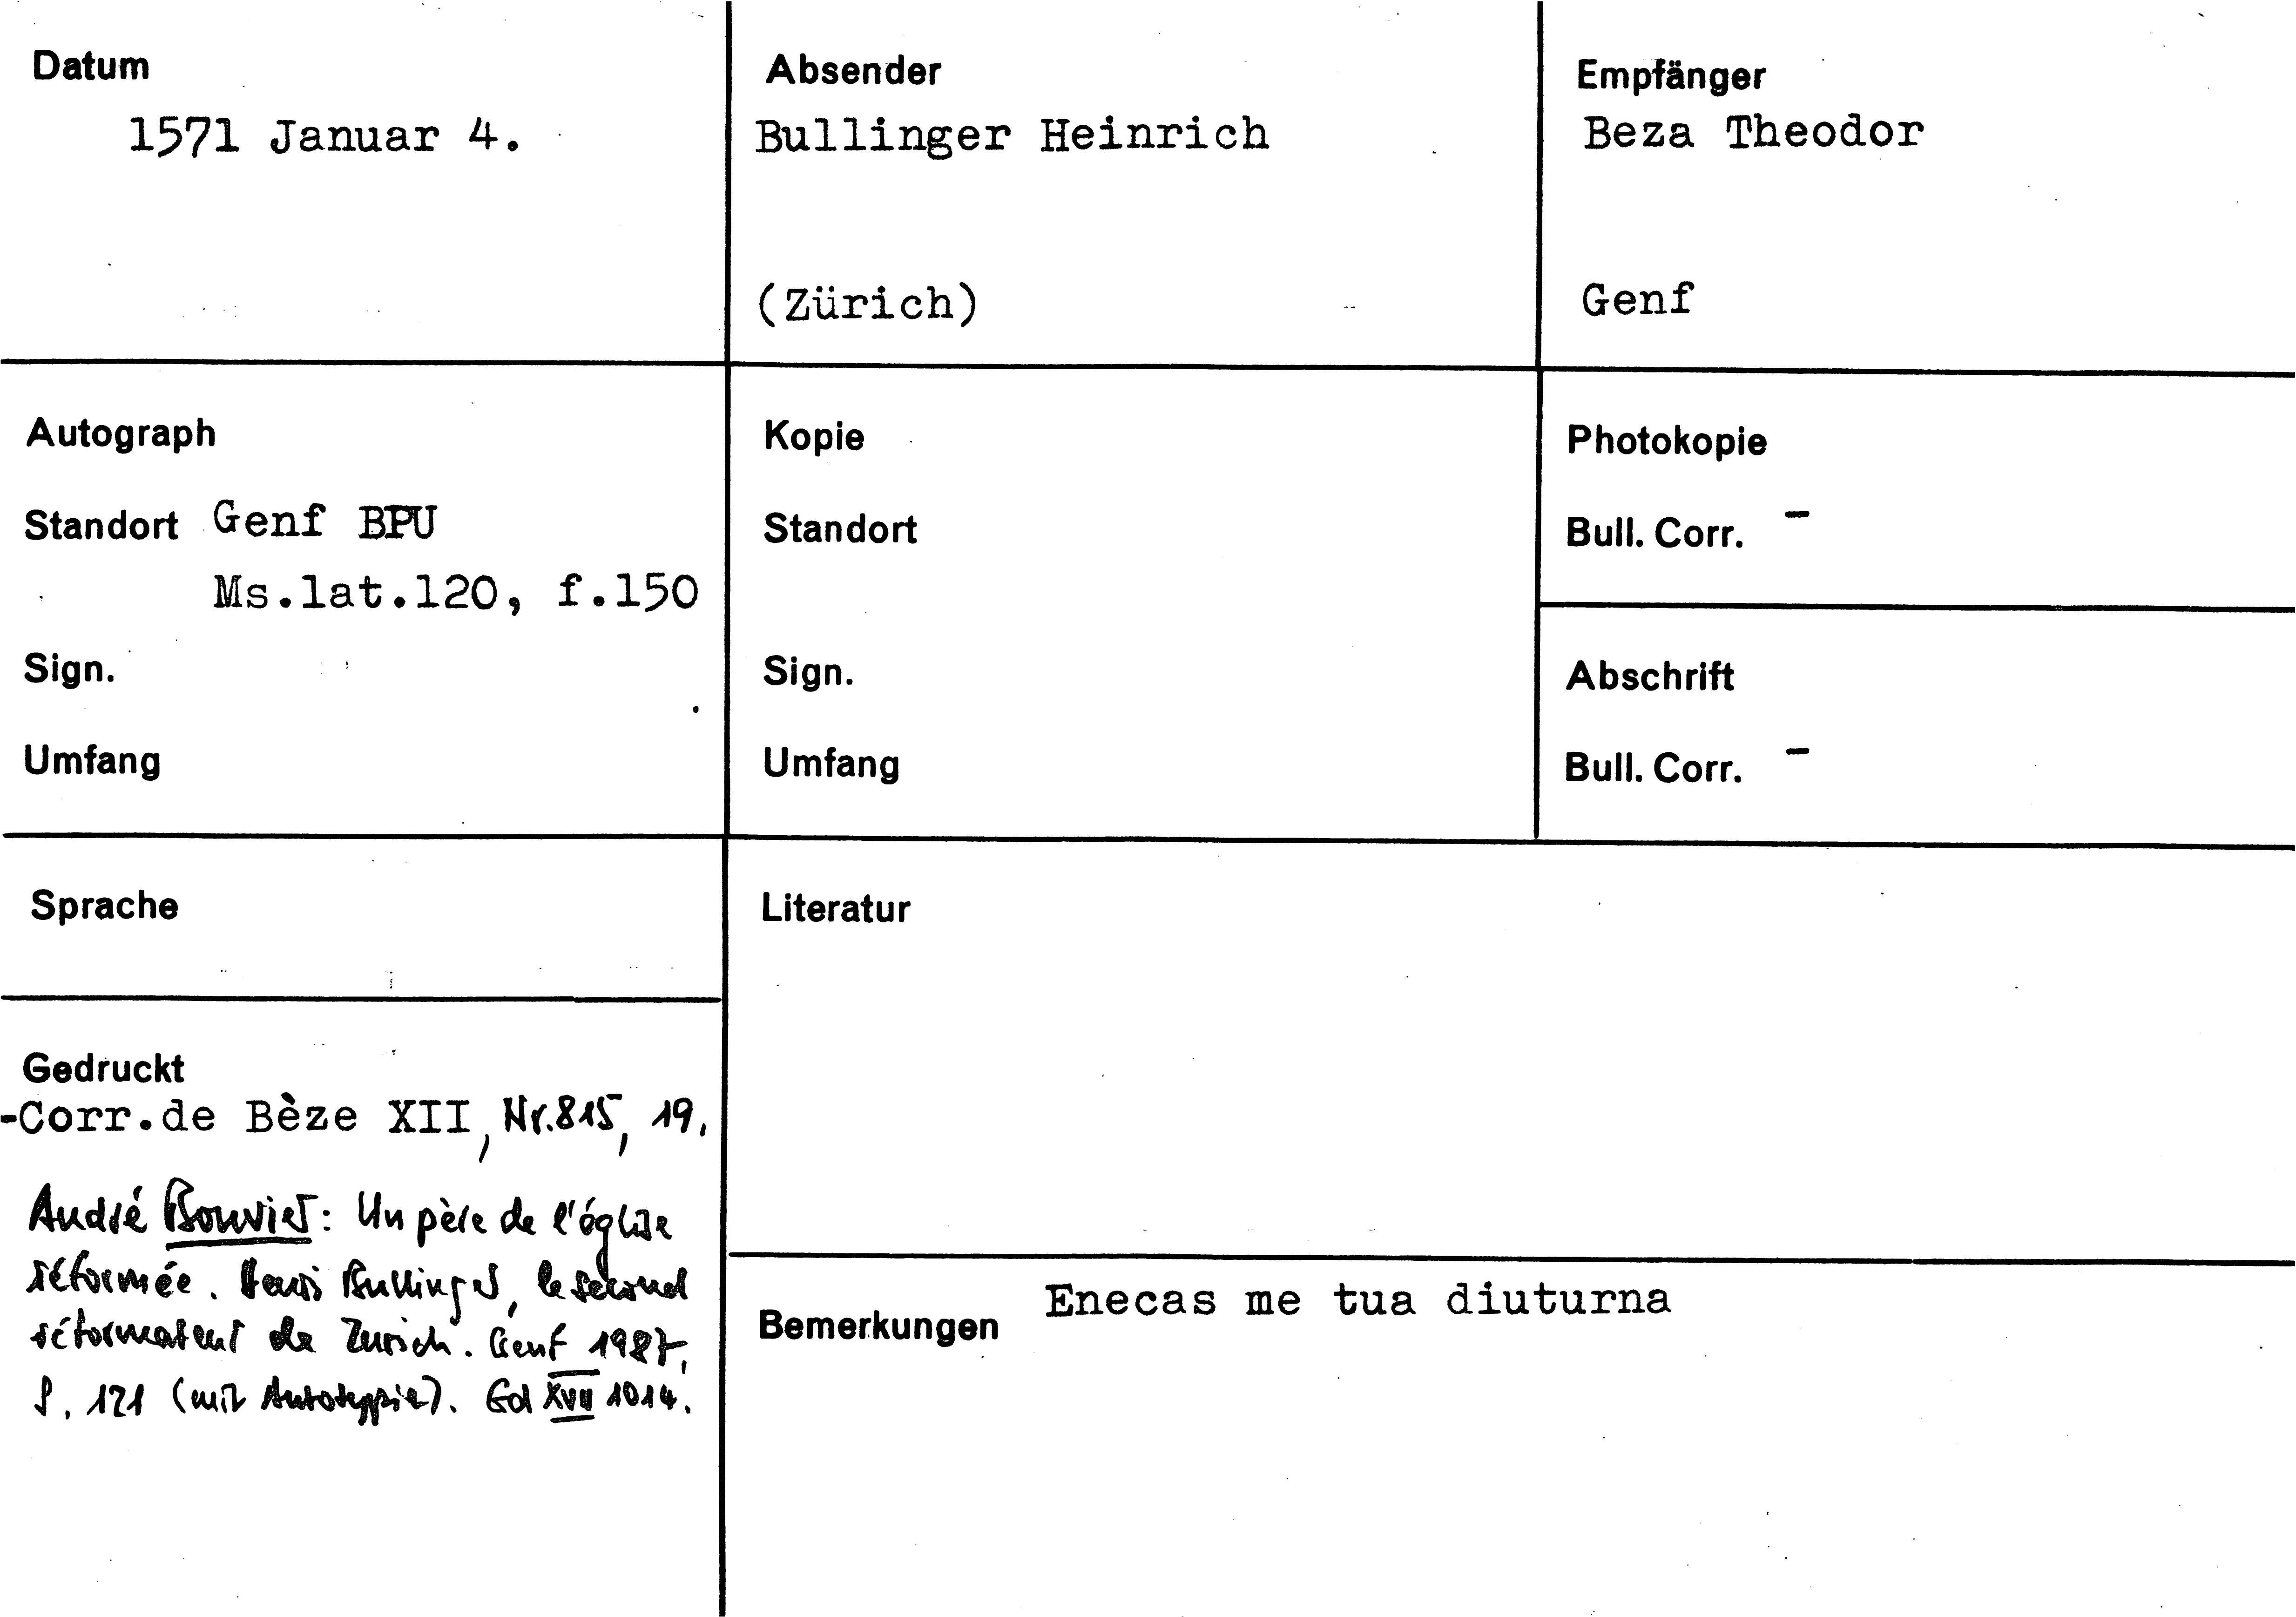 Datum
1571 Januar 4.
Absender
Bullinger Heinrich
(Zürich)
Empfänger
Beza Theodor
Genf
Autograph
Standort Genf BPU
Ms.lat.120, f.150
Sign.
Umfang
Kopie
Standort
Sign.
Umfang
Photokopie
Bull. Corr. -
Abschrift
Bull. Corr. -
Sprache
Gedruckt
-Corr.de Bèze XII, Nr.815, 19.
André Bouvier: Un père de l'église
réformée. Henri Bullinger, le second
réformateur de Zurich. Genf 1987,
S. 121 (mit Autotypie). Gd XVII 1014.
Literatur
Bemerkungen Enecas me tua diuturna